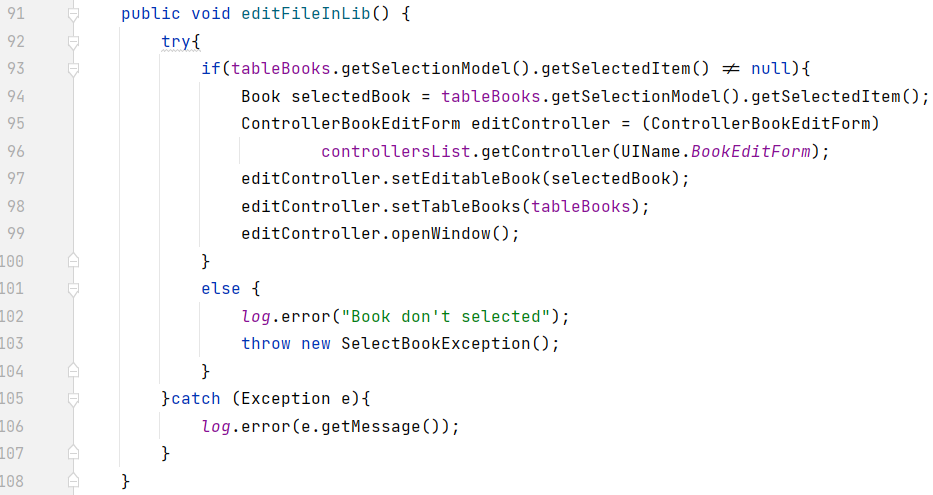 91 public void editFileInLib() {
92 try{
93 if(tableBooks.getSelectionModel().getSelectedItem() ≠ null){
94 Book selectedBook = tableBooks.getSelectionModel().getSelectedItem();
95 ControllerBookEditForm editController = (ControllerBookEditForm)
96 controllersList.getController(UIName.BookEditForm);
97 editController.setEditableBook(selectedBook);
98 editController.setTableBooks(tableBooks);
99 editController.openWindow();
100 }
101 else {
102 log.error("Book don't selected");
103 throw new SelectBookException();
104 }
105 }catch (Exception e){
106 log.error(e.getMessage());
107 }
108 }